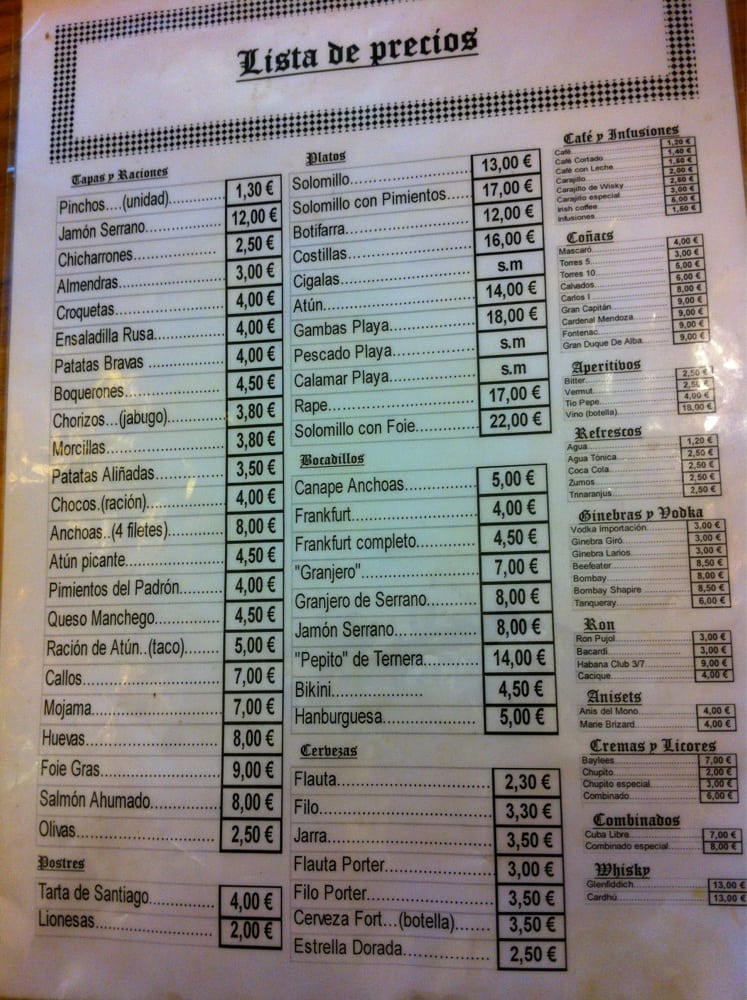 Lista de precios
Tapas y Raciones
Pinchos....(unidad)............ 1,30 €
Jamón Serrano.................. 12,00 €
Chicharrones.................... 2,50 €
Almendras....................... 3,00 €
Croquetas....................... 4,00 €
Ensaladilla Rusa................ 4,00 €
Patatas Bravas ................. 4,00 €
Boquerones...................... 4,50 €
Chorizos...(jabugo)............. 3,80 €
Morcillas....................... 3,80 €
Patatas Aliñadas................ 3,50 €
Chocos.(ración)................. 4,00 €
Anchoas..(4 filetes)............ 8,00 €
Atún picante.................... 4,50 €
Pimientos del Padrón............ 4,00 €
Queso Manchego.................. 4,50 €
Ración de Atún..(taco).......... 5,00 €
Callos.......................... 7,00 €
Mojama.......................... 7,00 €
Huevas.......................... 8,00 €
Foie Gras....................... 9,00 €
Salmón Ahumado.................. 8,00 €
Olivas.......................... 2,50 €
Postres
Tarta de Santiago............... 4,00 €
Lionesas........................ 2,00 €
Platos
Solomillo....................... 13,00 €
Solomillo con Pimientos......... 17,00 €
Botifarra....................... 12,00 €
Costillas....................... 16,00 €
Cigalas......................... s.m
Atún............................ 14,00 €
Gambas Playa.................... 18,00 €
Pescado Playa................... s.m
Calamar Playa................... s.m
Rape............................ 17,00 €
Solomillo con Foie.............. 22,00 €
Bocadillos
Canape Anchoas.................. 5,00 €
Frankfurt....................... 4,00 €
Frankfurt completo.............. 4,50 €
"Granjero"...................... 7,00 €
Granjero de Serrano............. 8,00 €
Jamón Serrano................... 8,00 €
"Pepito" de Ternera............. 14,00 €
Bikini.................... 4,50 €
Hanburguesa..................... 5,00 €
Cervezas
Flauta.......................... 2,30 €
Filo............................ 3,30 €
Jarra........................... 3,50 €
Flauta Porter................... 3,00 €
Filo Porter..................... 3,50 €
Cerveza Fort...(botella)........ 3,50 €
Estrella Dorada................. 2,50 €
Café y Infusiones
Café 1,20 €
Café Cortado 1,40 €
Café con Leche 1,50 €
Carajillo 2,00 €
Carajillo de Wisky 2,50 €
Carajillo especial 3,00 €
Irish coffee 6,00 €
Infusiones 1,50 €
Coñacs
Mascaró 4,00 €
Torres 5 3,00 €
Torres 10 5,00 €
Calvados 6,00 €
Carlos I 8,00 €
Gran Capitán 9,00 €
Cardenal Mendoza 9,00 €
Fontenac 9,00 €
Gran Duque De Alba 9,00 €
Aperitivos
Bitter 2,50 €
Vermut 2,50 €
Tio Pepe 4,00 €
Vino (botella) 18,00 €
Refrescos
Agua 1,20 €
Agua Tónica 2,50 €
Coca Cola 2,50 €
Zumos 2,50 €
Trinaranjus 2,50 €
Ginebras y Vodka
Vodka Importación 3,00 €
Ginebra Giró 3,00 €
Ginebra Larios 3,00 €
Beefeater 8,50 €
Bombay 8,00 €
Bombay Shapire 8,50 €
Tanqueray 6,00 €
Ron
Ron Pujol 3,00 €
Bacardi 3,00 €
Habana Club 3/7 9,00 €
Cacique 4,00 €
Anisets
Anis del Mono 4,00 €
Marie Brizard 4,00 €
Cremas y Licores
Baylees 7,00 €
Chupito 2,00 €
Chupito especial 3,00 €
Combinado 6,00 €
Combinados
Cuba Libre 7,00 €
Combinado especial 8,00 €
Whisky
Glenfiddich 13,00 €
Cardhú 13,00 €